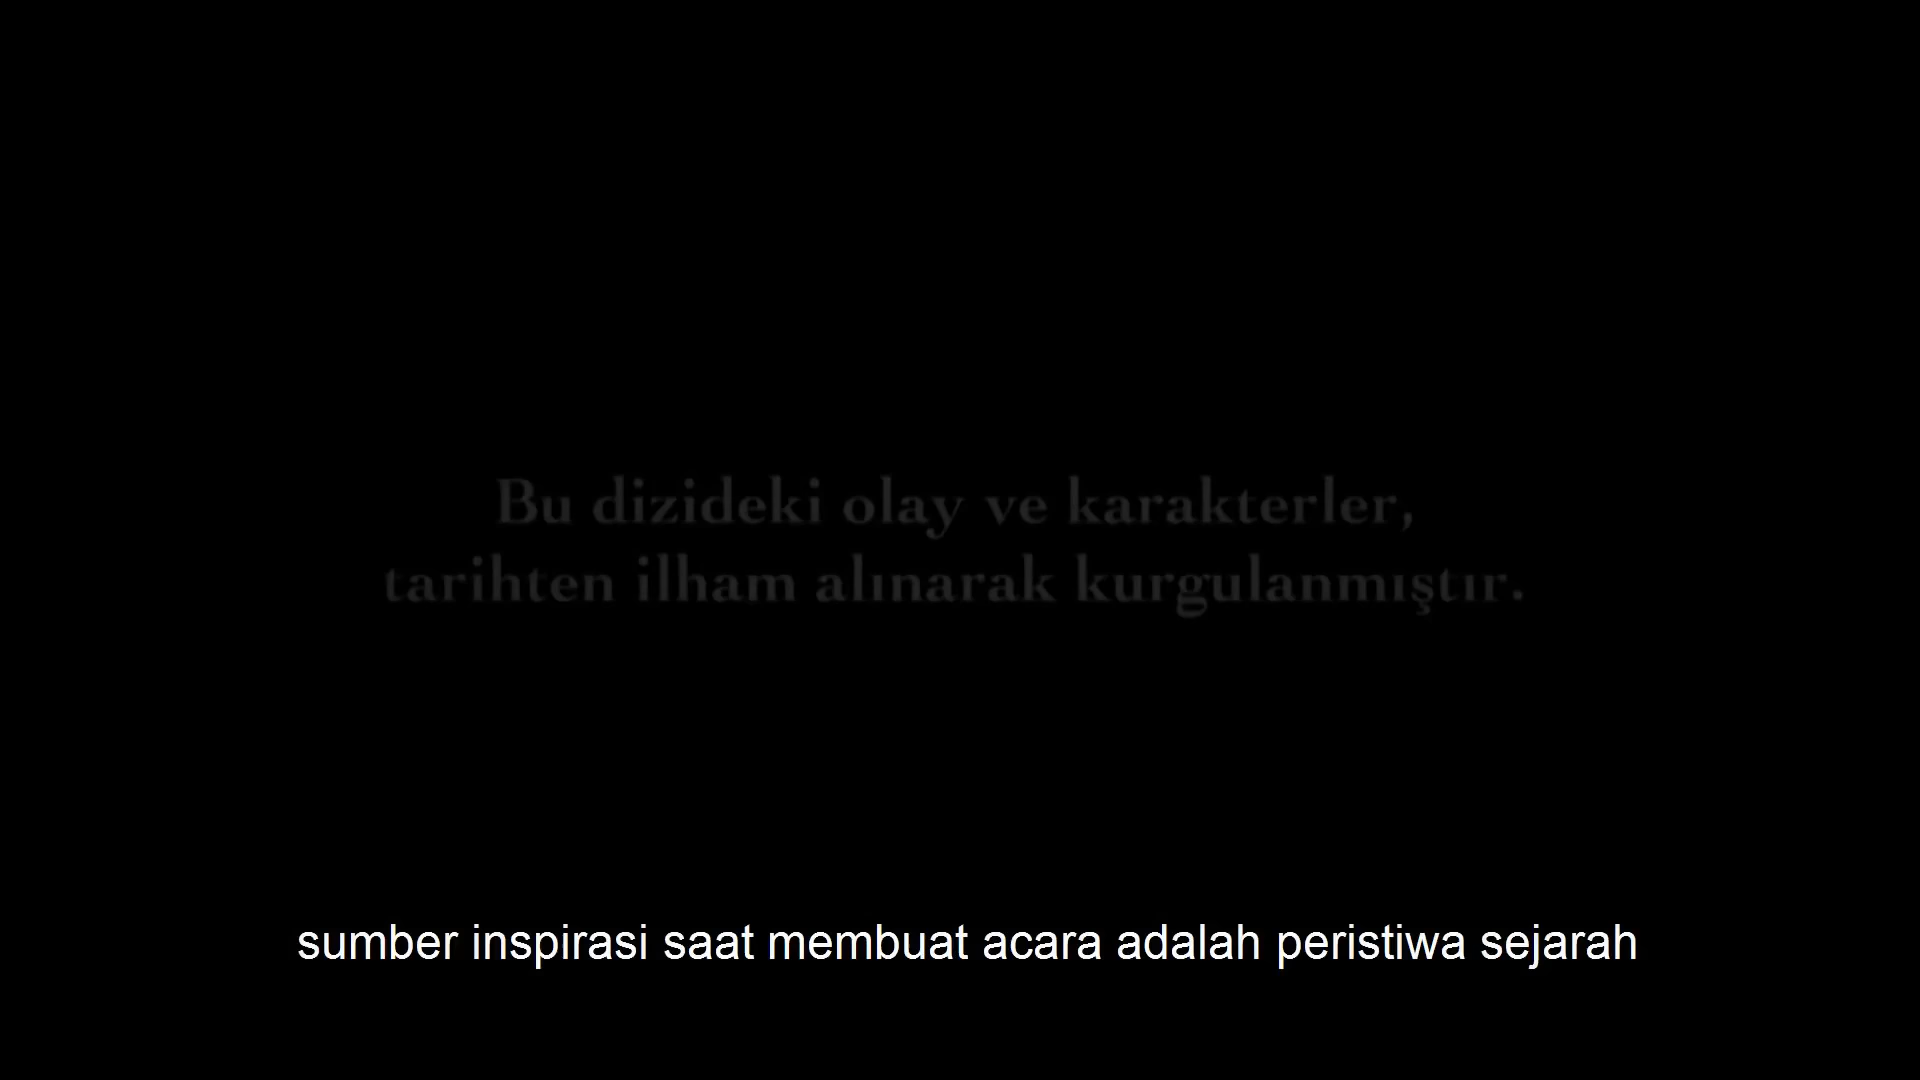 Bu dizideki olay ve karakterler,
tarihten ilham alınarak kurgulanmıştır.
sumber inspirasi saat membuat acara adalah peristiwa sejarah